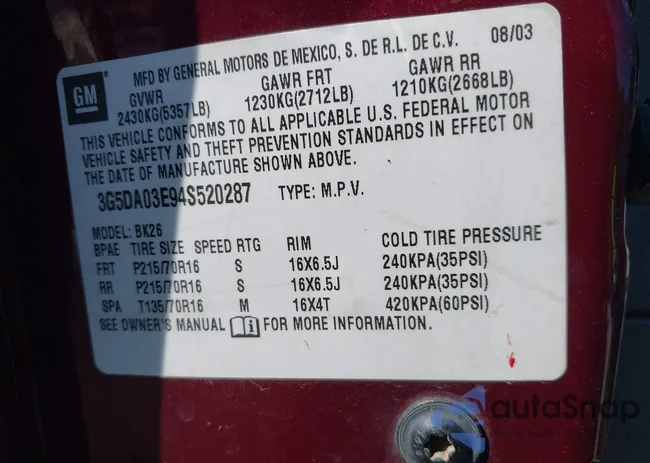 GM
MFD BY GENERAL MOTORS DE MEXICO, S. DE R.L. DE C.V. 08/03
GVWR GAWR FRT GAWR RR
2430KG(5357LB) 1230KG(2712LB) 1210KG(2668LB)
THIS VEHICLE CONFORMS TO ALL APPLICABLE U.S. FEDERAL MOTOR
VEHICLE SAFETY AND THEFT PREVENTION STANDARDS IN EFFECT ON
THE DATE OF MANUFACTURE SHOWN ABOVE.
3G5DA03E94S520287 TYPE: M.P.V.
MODEL: BK26
BPAE TIRE SIZE SPEED RTG RIM COLD TIRE PRESSURE
FRT P215/70R16 S 16X6.5J 240KPA(35PSI)
RR P215/70R16 S 16X6.5J 240KPA(35PSI)
SPA T135/70R16 M 16X4T 420KPA(60PSI)
SEE OWNER'S MANUAL FOR MORE INFORMATION.
autoSnap